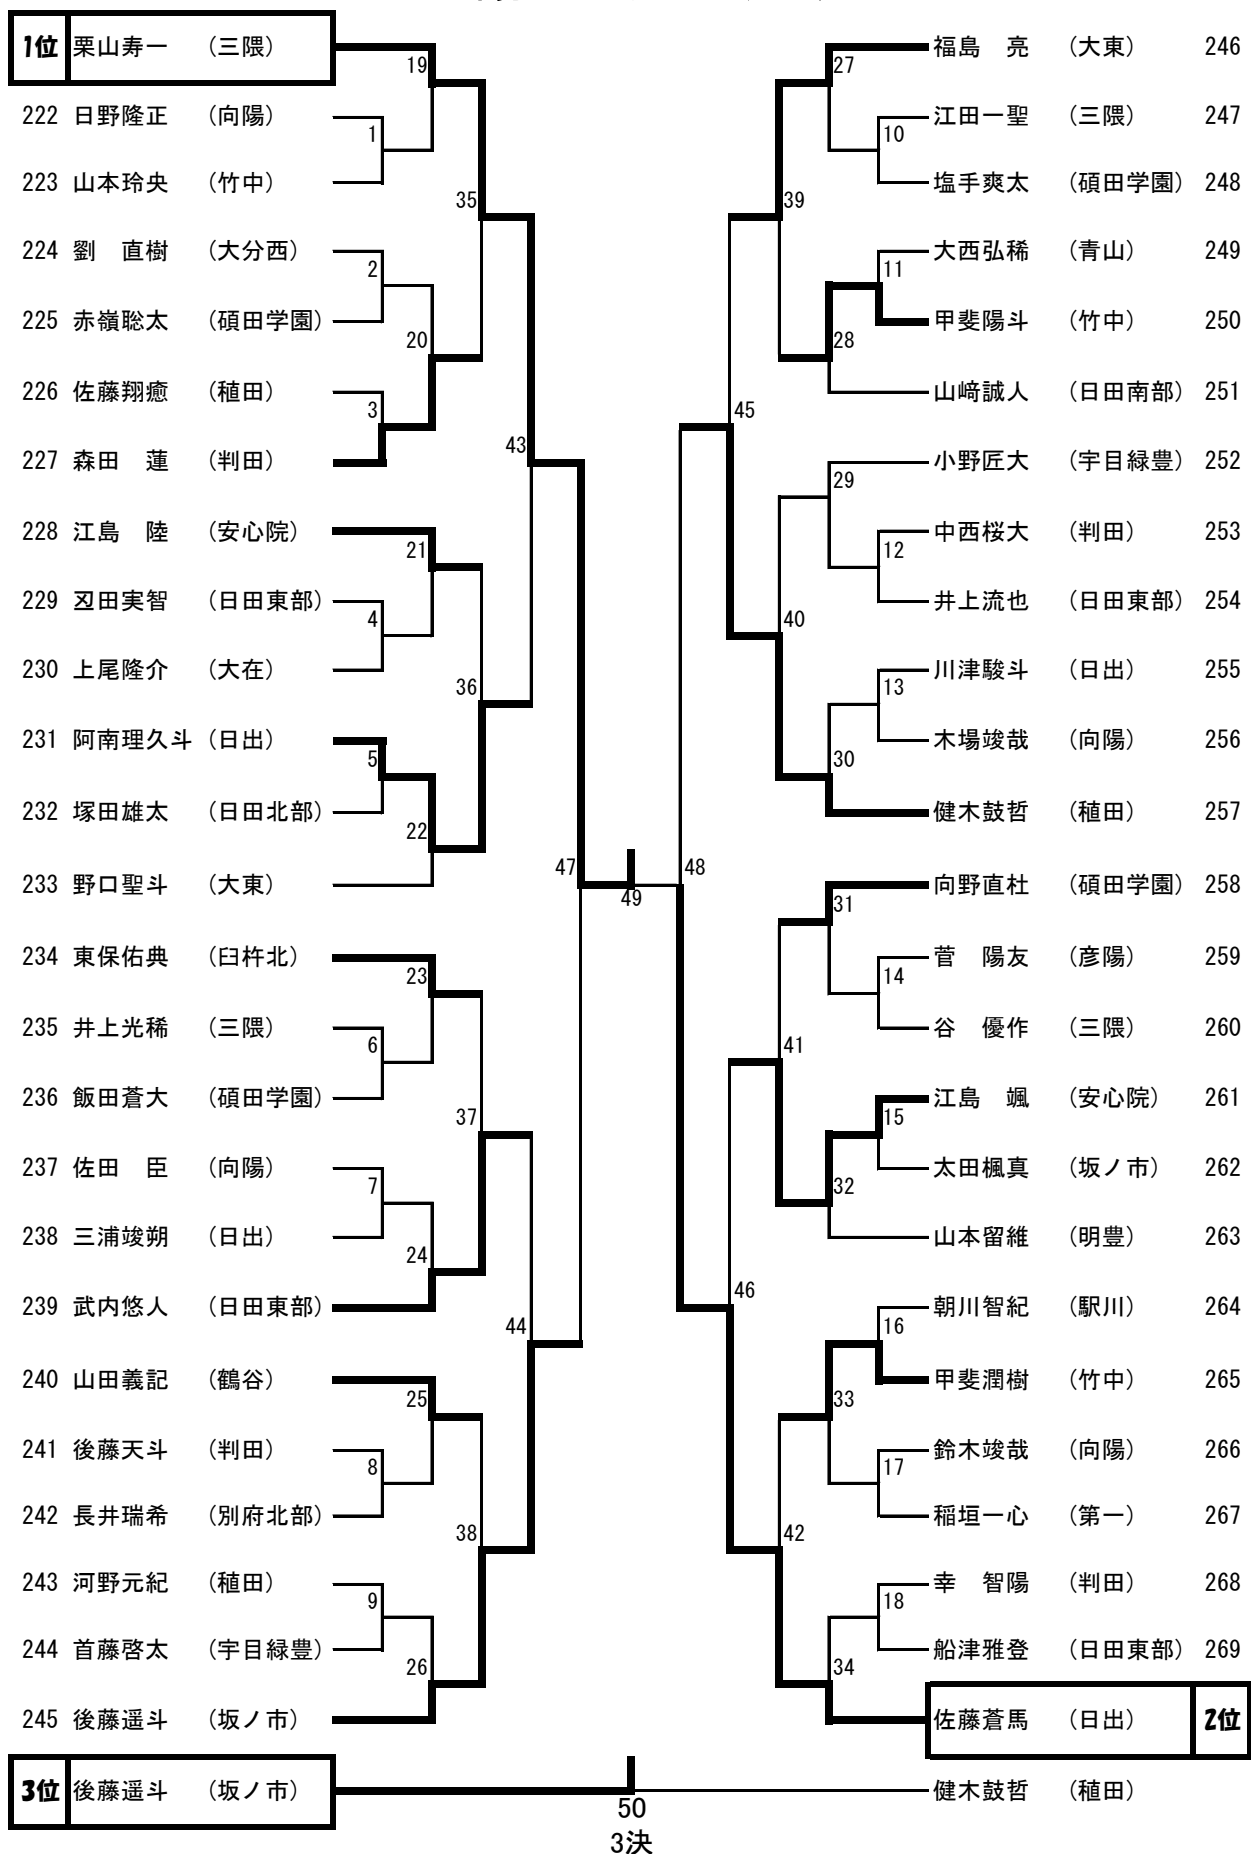 1位 栗山寿一 (三隈)
222 日野隆正 (向陽)
223 山本玲央 (竹中)
224 劉 直樹 (大分西)
225 赤嶺聡太 (碩田学園)
226 佐藤翔癒 (稙田)
227 森田 蓮 (判田)
228 江島 陸 (安心院)
229 刄田実智 (日田東部)
230 上尾隆介 (大在)
231 阿南理久斗 (日出)
232 塚田雄太 (日田北部)
233 野口聖斗 (大東)
234 東保佑典 (臼杵北)
235 井上光稀 (三隈)
236 飯田蒼大 (碩田学園)
237 佐田 臣 (向陽)
238 三浦竣朔 (日出)
239 武内悠人 (日田東部)
240 山田義記 (鶴谷)
241 後藤天斗 (判田)
242 長井瑞希 (別府北部)
243 河野元紀 (稙田)
244 首藤啓太 (宇目緑豊)
245 後藤遥斗 (坂ノ市)
3位 後藤遥斗 (坂ノ市)
19
1
35
2
20
3
43
21
4
36
5
22
47
23
6
37
7
24
44
25
8
38
9
26
49
50
3決
27
10
39
11
28
45
29
12
40
13
30
48
31
14
41
15
32
46
16
33
17
42
18
34
福島 亮 (大東) 246
江田一聖 (三隈) 247
塩手爽太 (碩田学園) 248
大西弘稀 (青山) 249
甲斐陽斗 (竹中) 250
山﨑誠人 (日田南部) 251
小野匠大 (宇目緑豊) 252
中西桜大 (判田) 253
井上流也 (日田東部) 254
川津駿斗 (日出) 255
木場竣哉 (向陽) 256
健木鼓哲 (稙田) 257
向野直杜 (碩田学園) 258
菅 陽友 (彦陽) 259
谷 優作 (三隈) 260
江島 颯 (安心院) 261
太田楓真 (坂ノ市) 262
山本留維 (明豊) 263
朝川智紀 (駅川) 264
甲斐潤樹 (竹中) 265
鈴木竣哉 (向陽) 266
稲垣一心 (第一) 267
幸 智陽 (判田) 268
船津雅登 (日田東部) 269
佐藤蒼馬 (日出) 2位
健木鼓哲 (稙田)